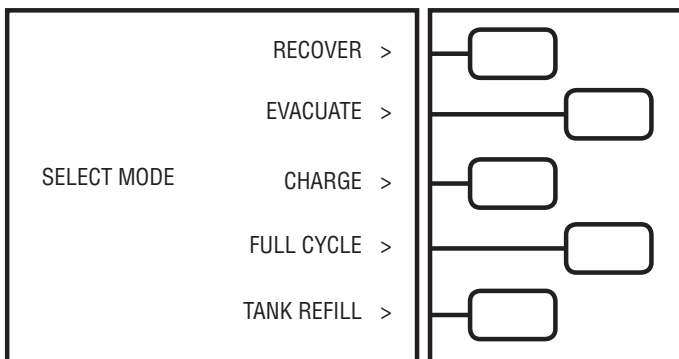 RECOVER >
EVACUATE >
SELECT MODE CHARGE >
FULL CYCLE >
TANK REFILL >